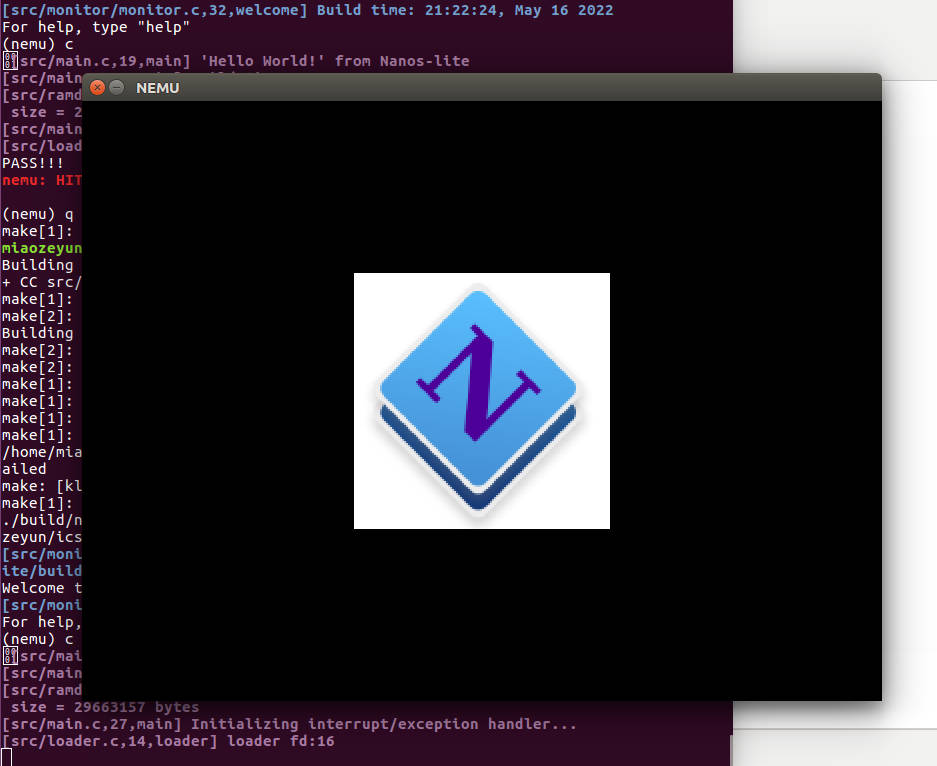 [src/monitor/monitor.c,32,welcome] Build time: 21:22:24, May 16 2022
For help, type "help"
(nemu) c
src/main.c,19,main] 'Hello World!' from Nanos-lite
[src/main
NEMU
[src/ramd
size = 2
[src/main
[src/load
PASS!!!
nemu: HIT
(nemu) q
make[1]:
miaozeyun
Building
+ CC src/
make[1]:
make[2]:
Building
make[2]:
make[2]:
make[1]:
make[1]:
make[1]:
make[1]:
/home/mia
ailed
make: [kl
make[1]:
./build/n
zeyun/ics
[src/moni
ite/build
Welcome t
[src/moni
For help,
(nemu) c
src/mai
[src/main
[src/ramd
size = 29663157 bytes
[src/main.c,27,main] Initializing interrupt/exception handler...
[src/loader.c,14,loader] loader fd:16
N